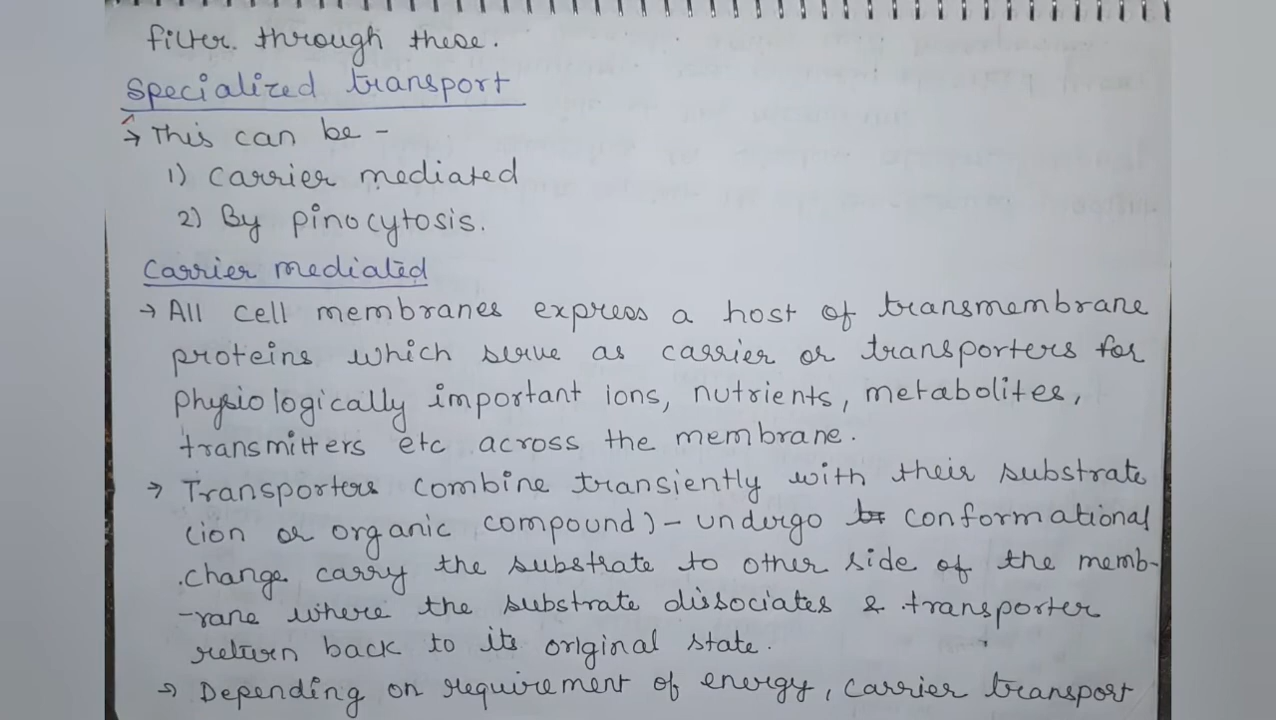 filter through these.
Specialized transport
→ This can be -
1) Carrier mediated
2) By pinocytosis.
Carrier mediated
→ All cell membranes express a host of transmembrane
proteins which serve as carrier or transporters for
physiologically important ions, nutrients, metabolites,
transmitters etc across the membrane.
→ Transporters combine transiently with their substrate
(ion or organic compound) - undergo conformational
change carry the substrate to other side of the memb-
-rane where the substrate dissociates & transporter
return back to its original state.
→ Depending on requirement of energy, carrier transport